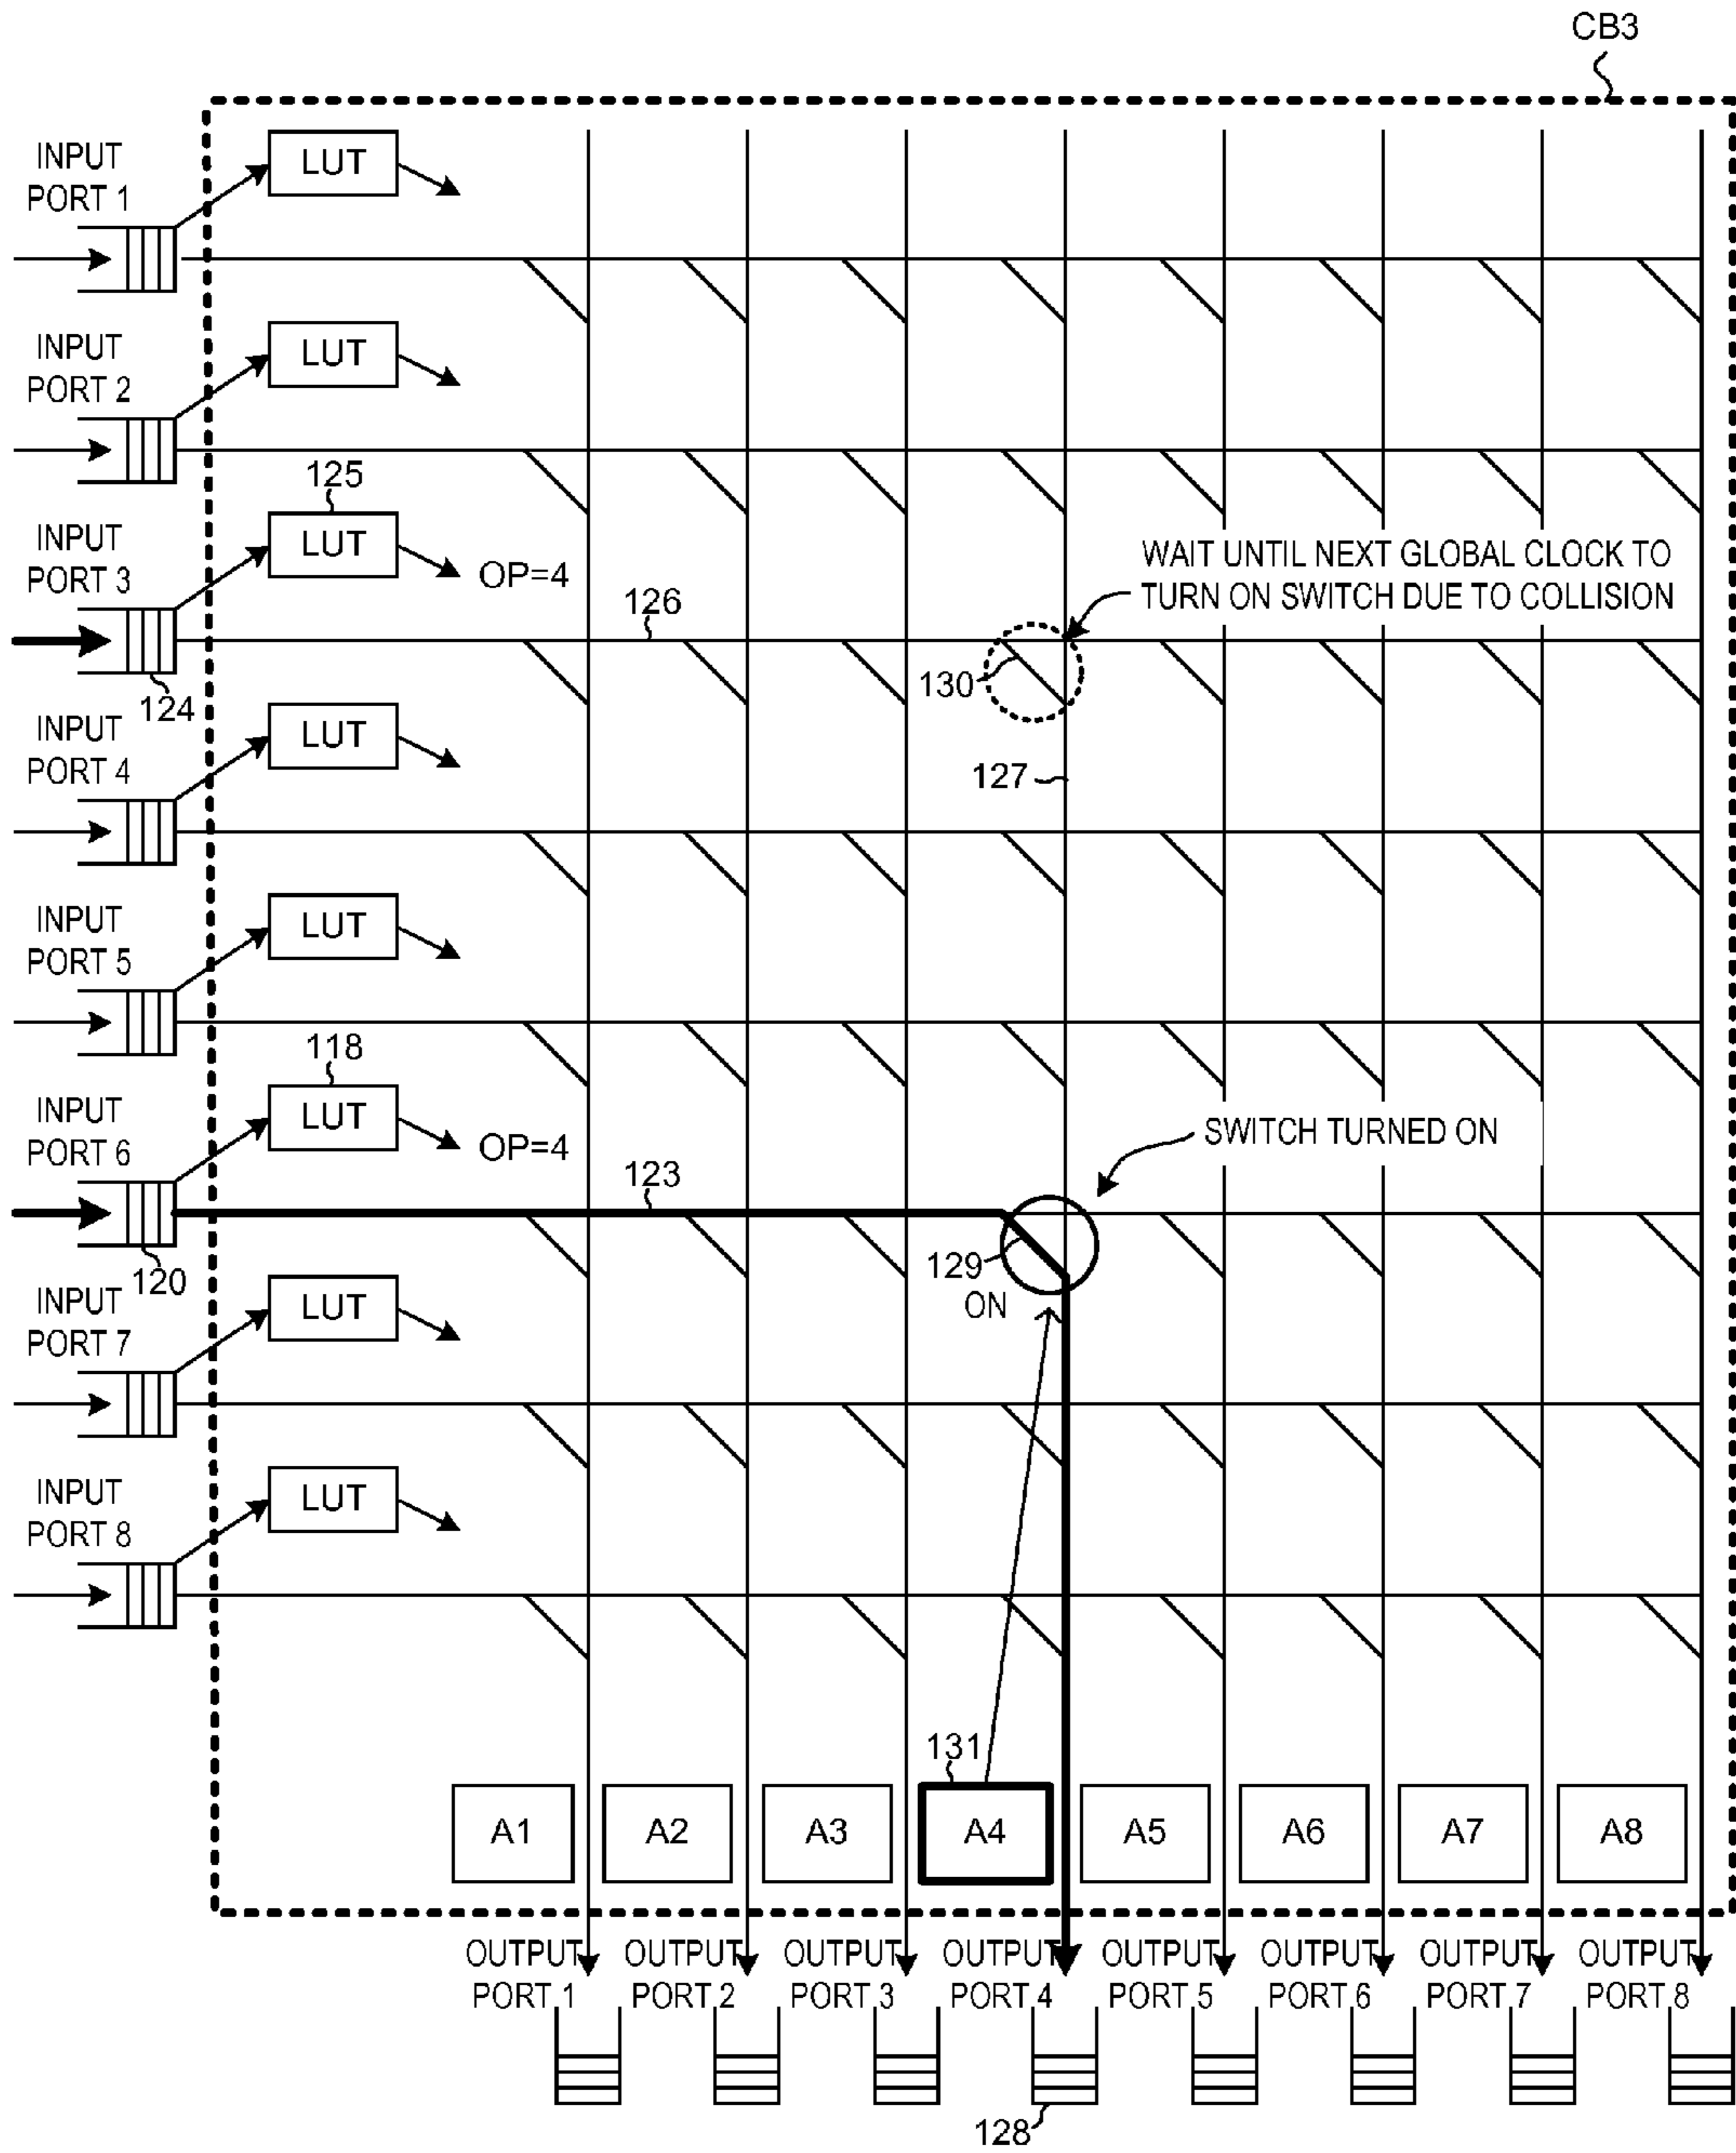 CB3
INPUT
PORT 1
LUT
INPUT
PORT 2
LUT
125
INPUT
PORT 3
LUT
OP=4
WAIT UNTIL NEXT GLOBAL CLOCK TO
TURN ON SWITCH DUE TO COLLISION
126
130
124
INPUT
PORT 4
LUT
127
INPUT
PORT 5
LUT
118
INPUT
PORT 6
LUT
OP=4
SWITCH TURNED ON
123
129
ON
120
INPUT
PORT 7
LUT
INPUT
PORT 8
LUT
131
A1
A2
A3
A4
A5
A6
A7
A8
OUTPUT
PORT 1
OUTPUT
PORT 2
OUTPUT
PORT 3
OUTPUT
PORT 4
OUTPUT
PORT 5
OUTPUT
PORT 6
OUTPUT
PORT 7
OUTPUT
PORT 8
128